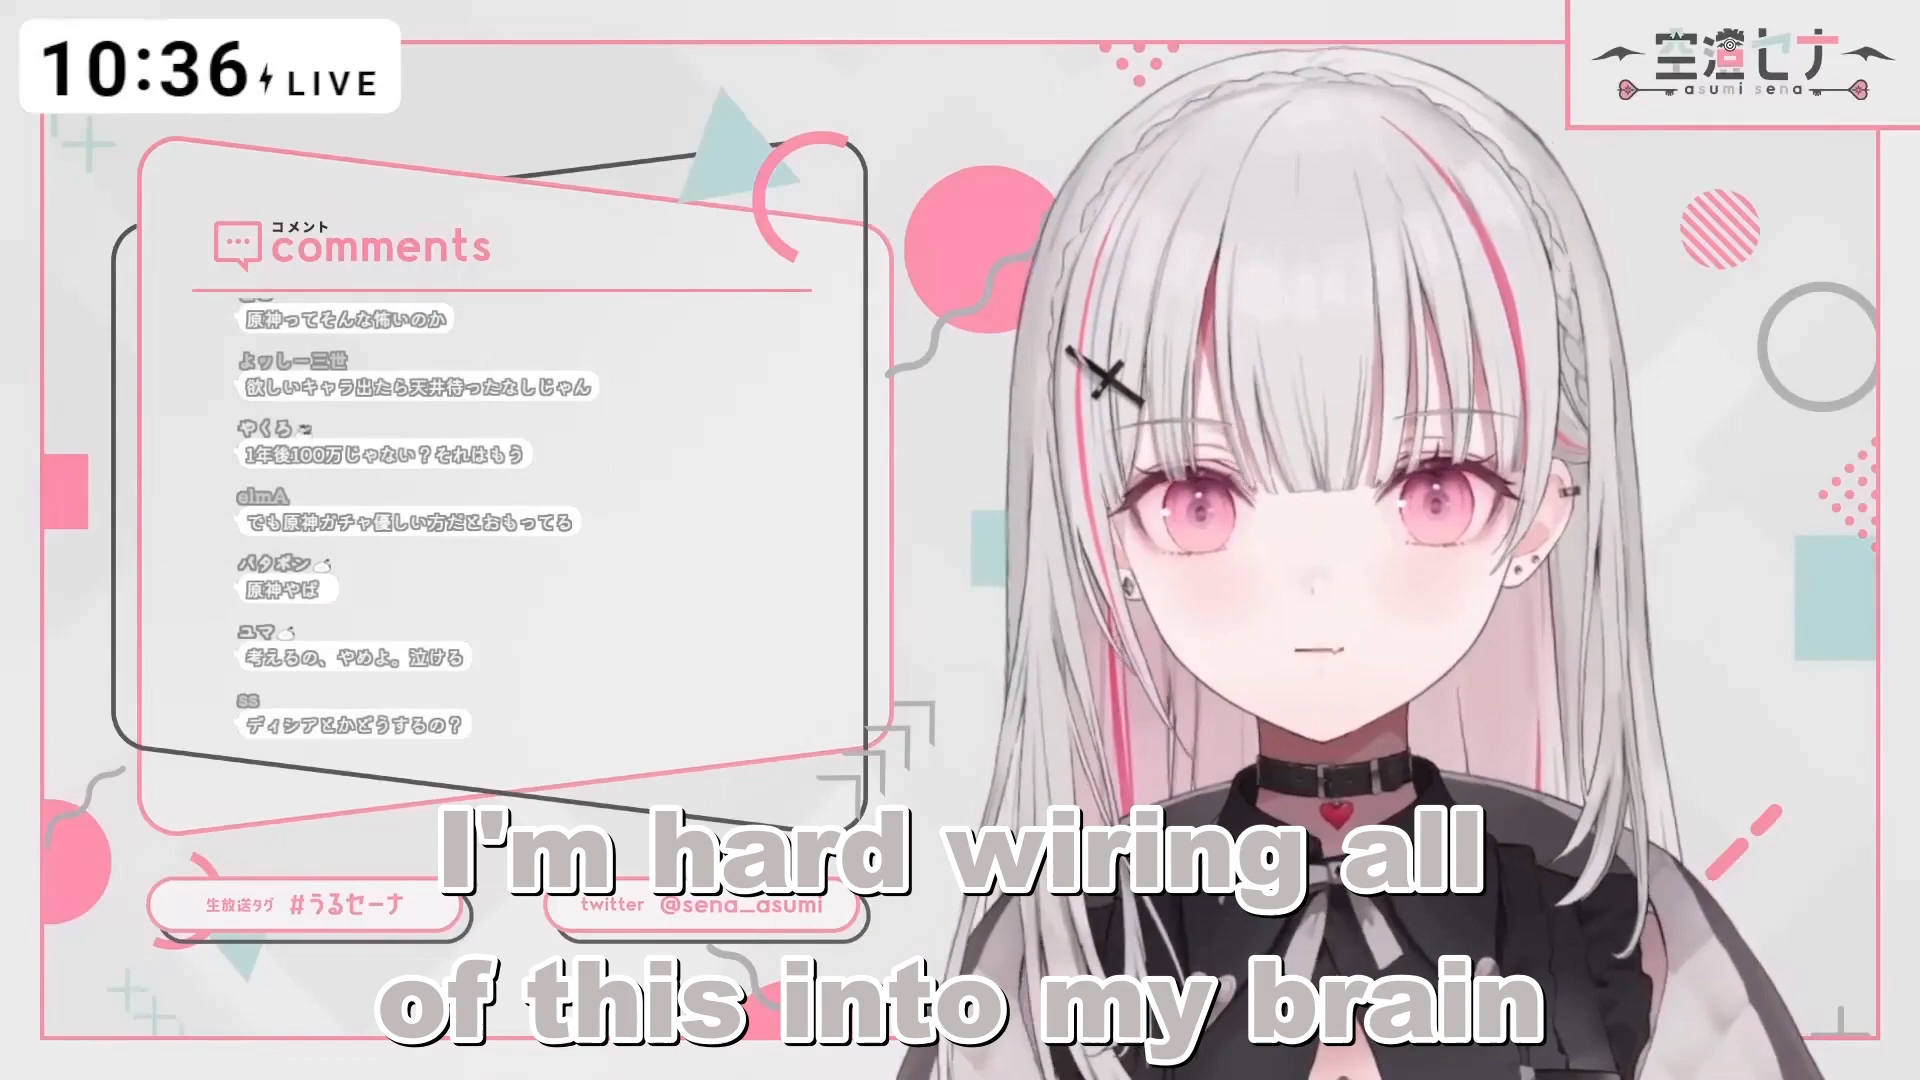 10:36 LIVE
空澄セナ
asumi sena
コメント
comments
原神ってそんな怖いのか
よッしー三世
欲しいキャラ出たら天井待ったなしじゃん
やくろ
1年後100万じゃない？それはもう
elmA
でも原神ガチャ優しい方だとおもってる
パタポン
原神やば
ユマ
考えるの、やめよ。泣ける
ss
ディシアとかどうするの？
生放送タグ #うるセーナ
twitter @sena_asumi
I'm hard wiring all
of this into my brain